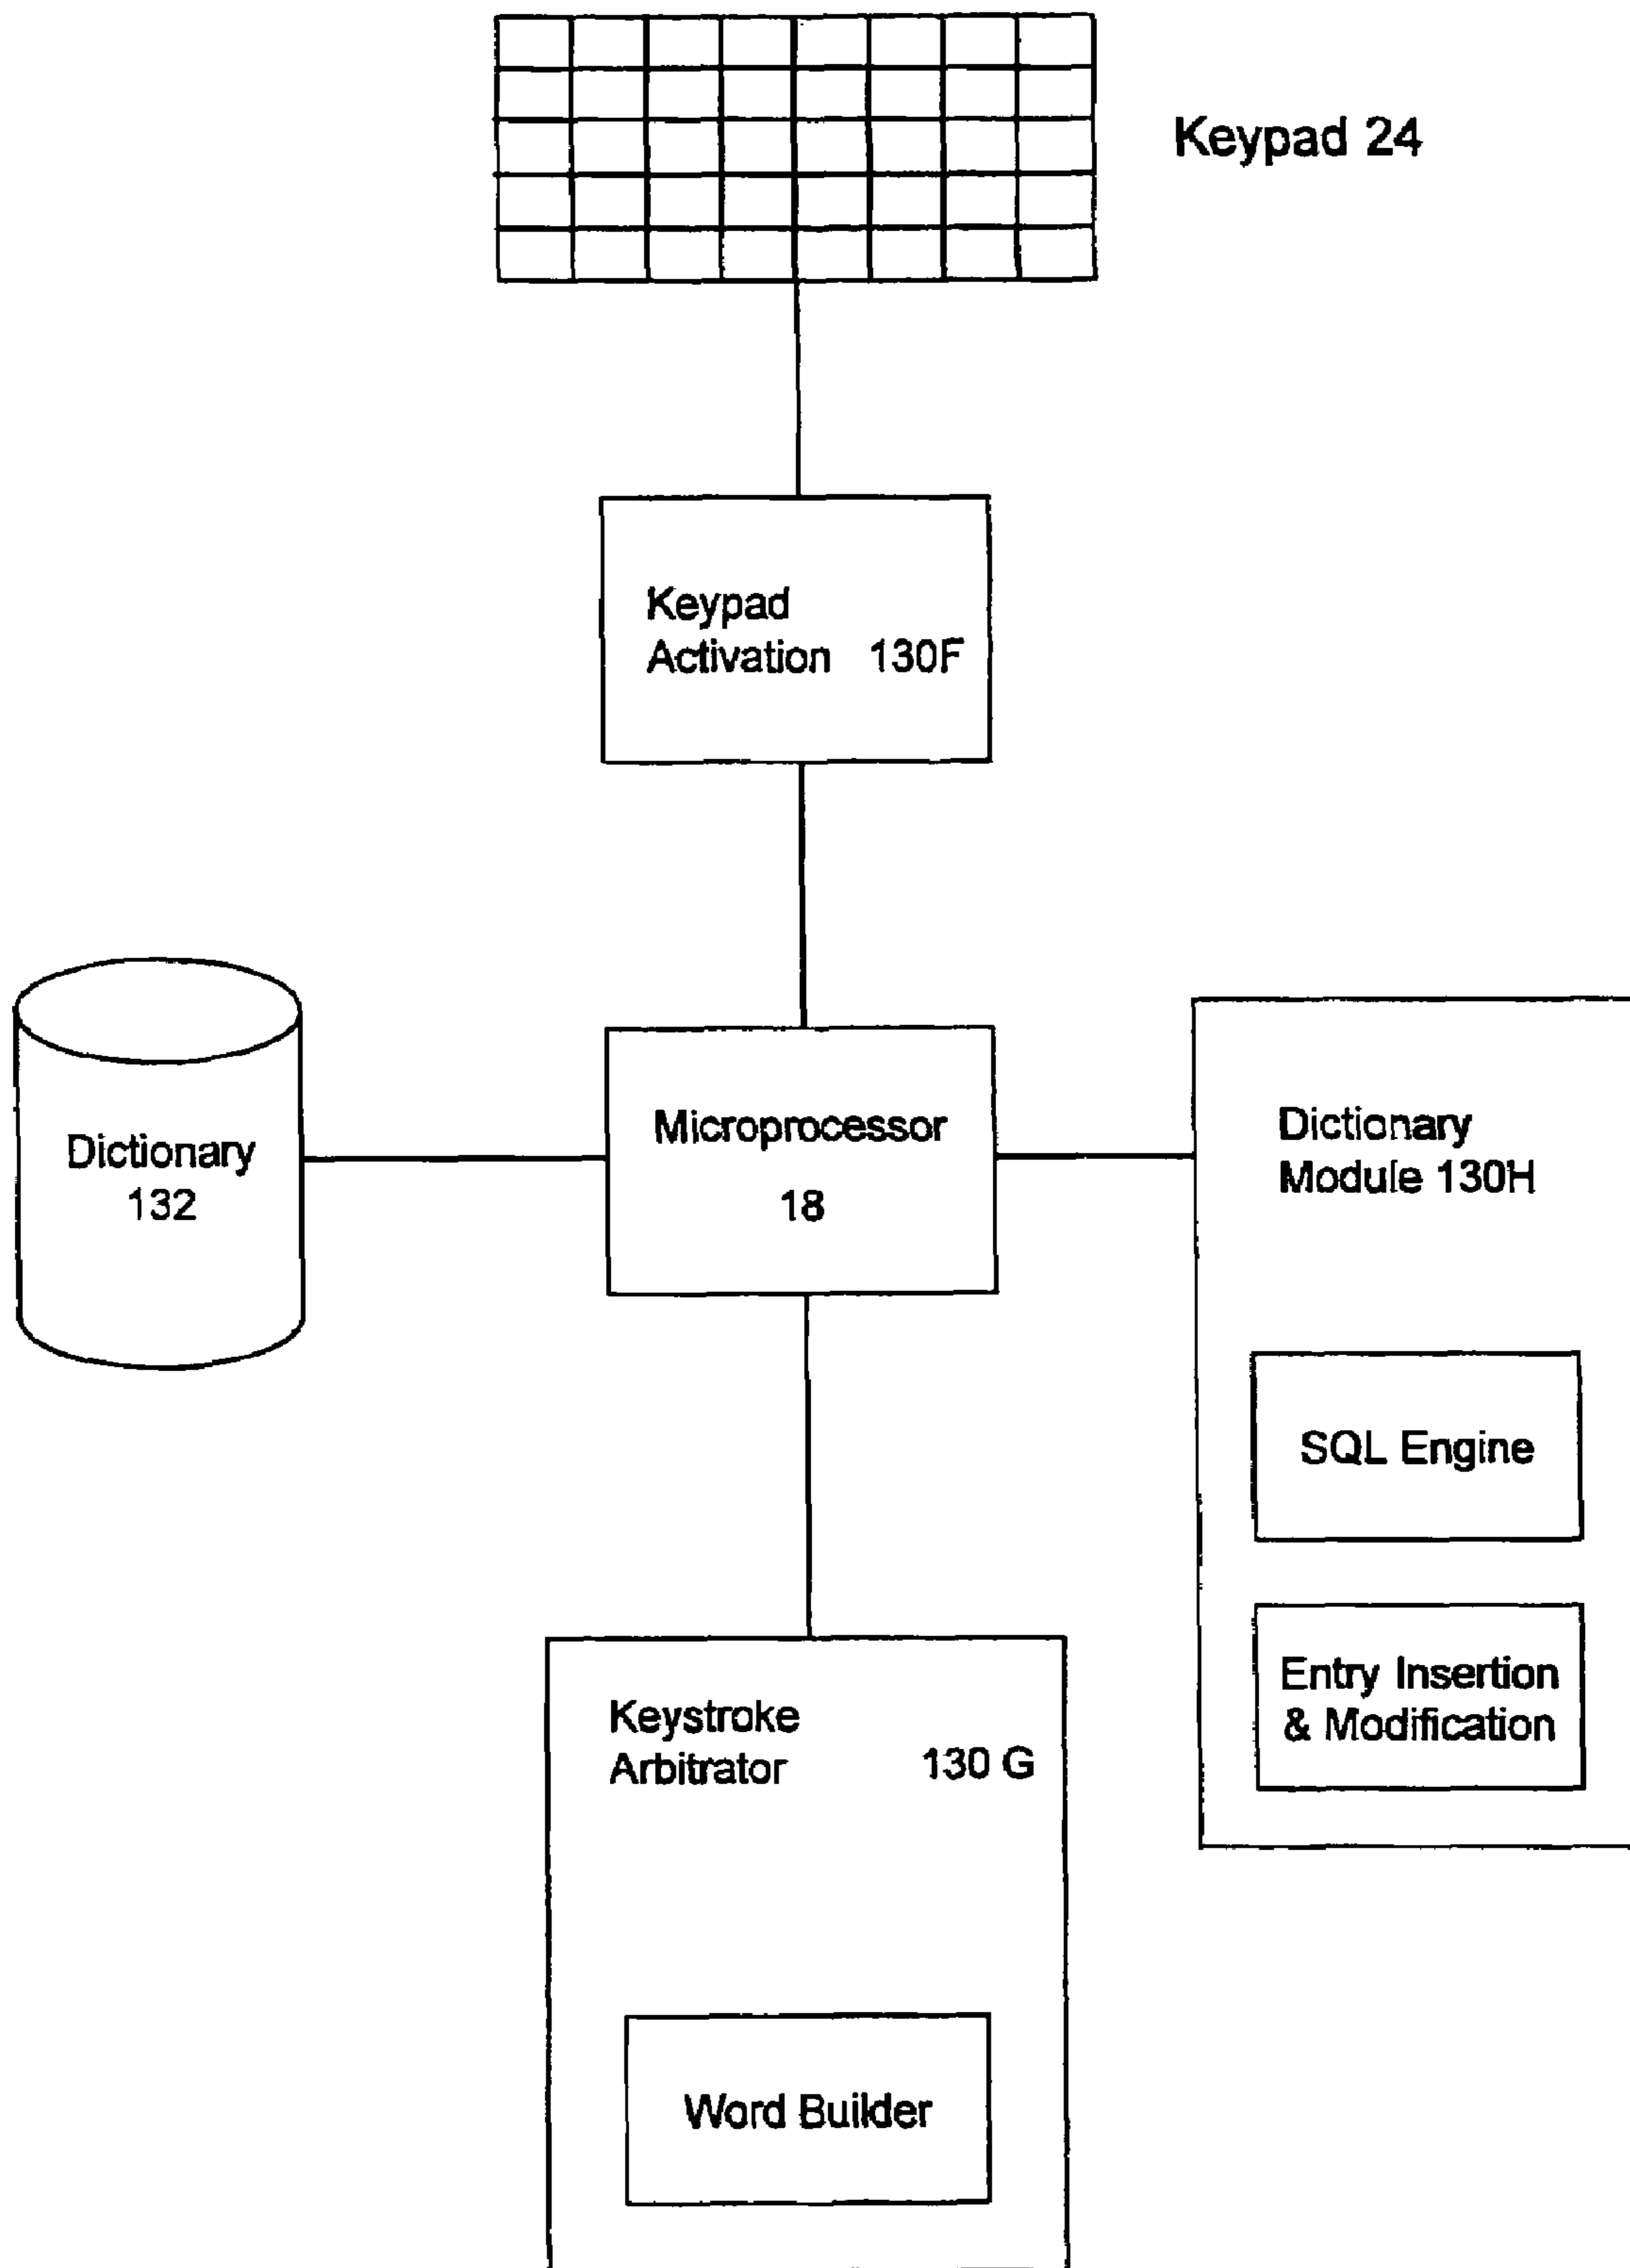 Keypad 24
Keypad
Activation 130F
Dictionary
132
Microprocessor
18
Dictionary
Module 130H
SQL Engine
Entry Insertion
& Modification
Keystroke
Arbitrator 130 G
Word Builder